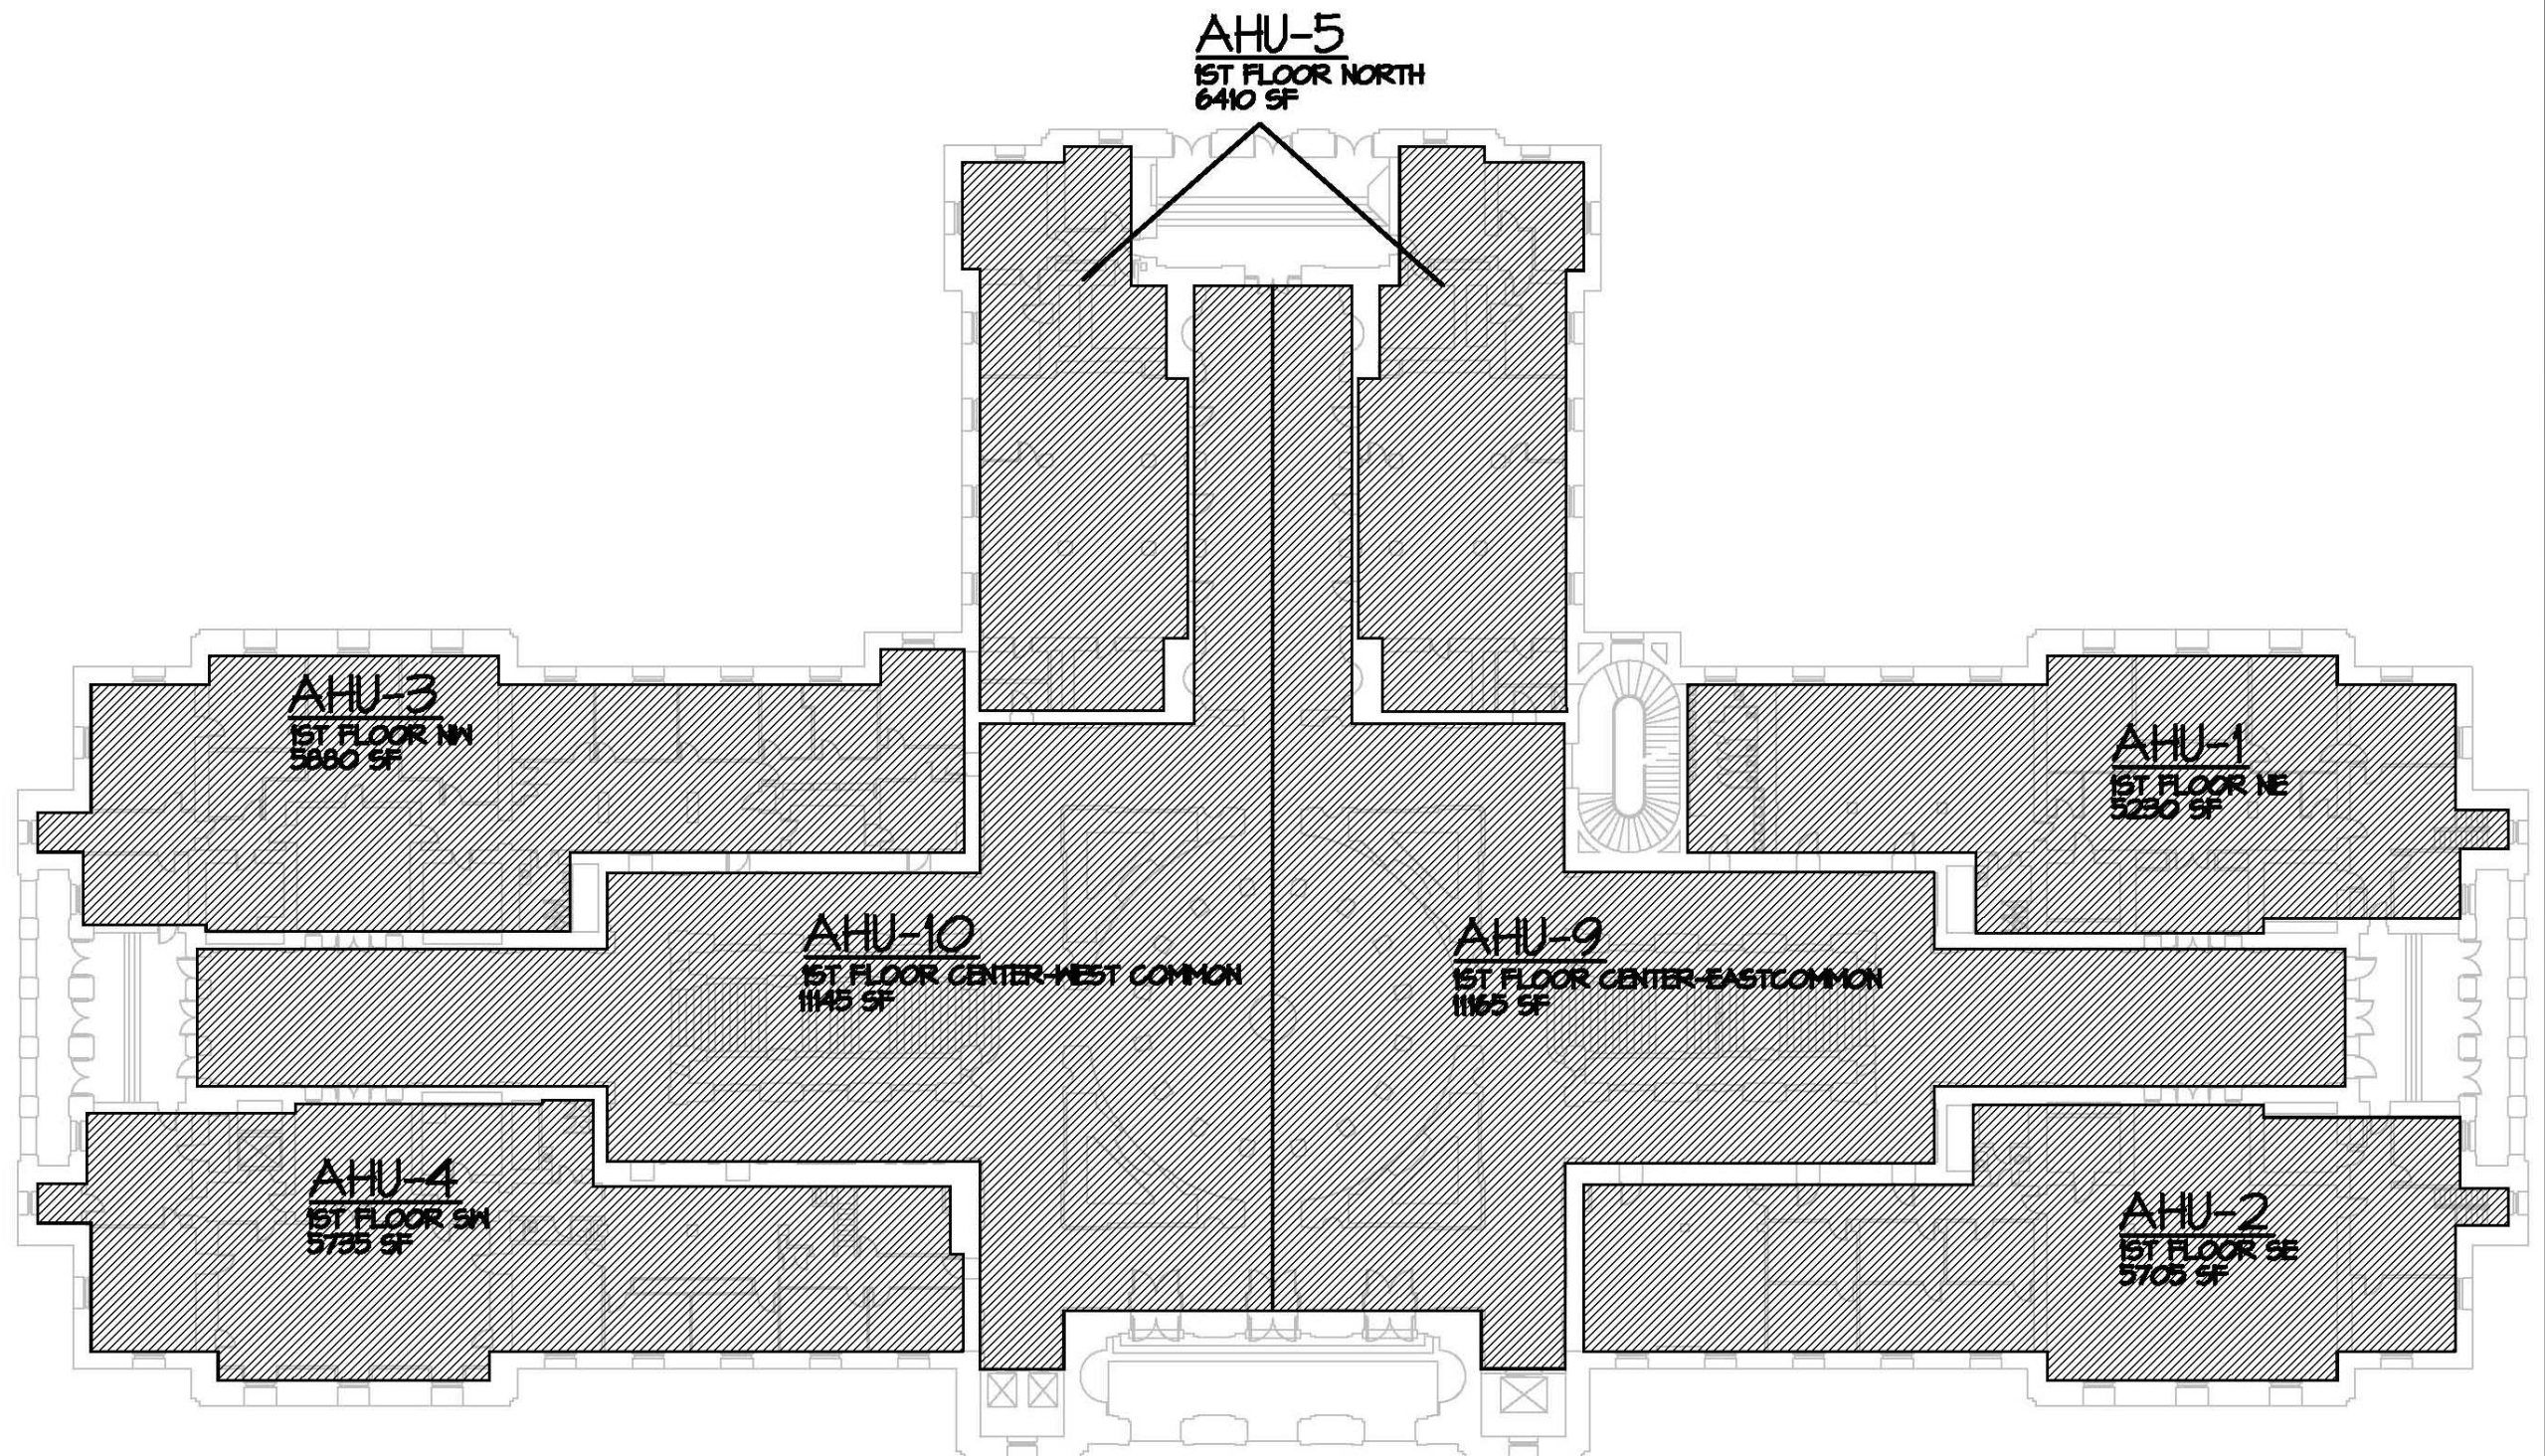 AHU-5
1ST FLOOR NORTH
6410 SF
AHU-3
1ST FLOOR NW
5880 SF
AHU-1
1ST FLOOR NE
5230 SF
AHU-10
1ST FLOOR CENTER-WEST COMMON
11145 SF
AHU-9
1ST FLOOR CENTER-EASTCOMMON
11165 SF
AHU-4
1ST FLOOR SW
5735 SF
AHU-2
1ST FLOOR SE
5705 SF